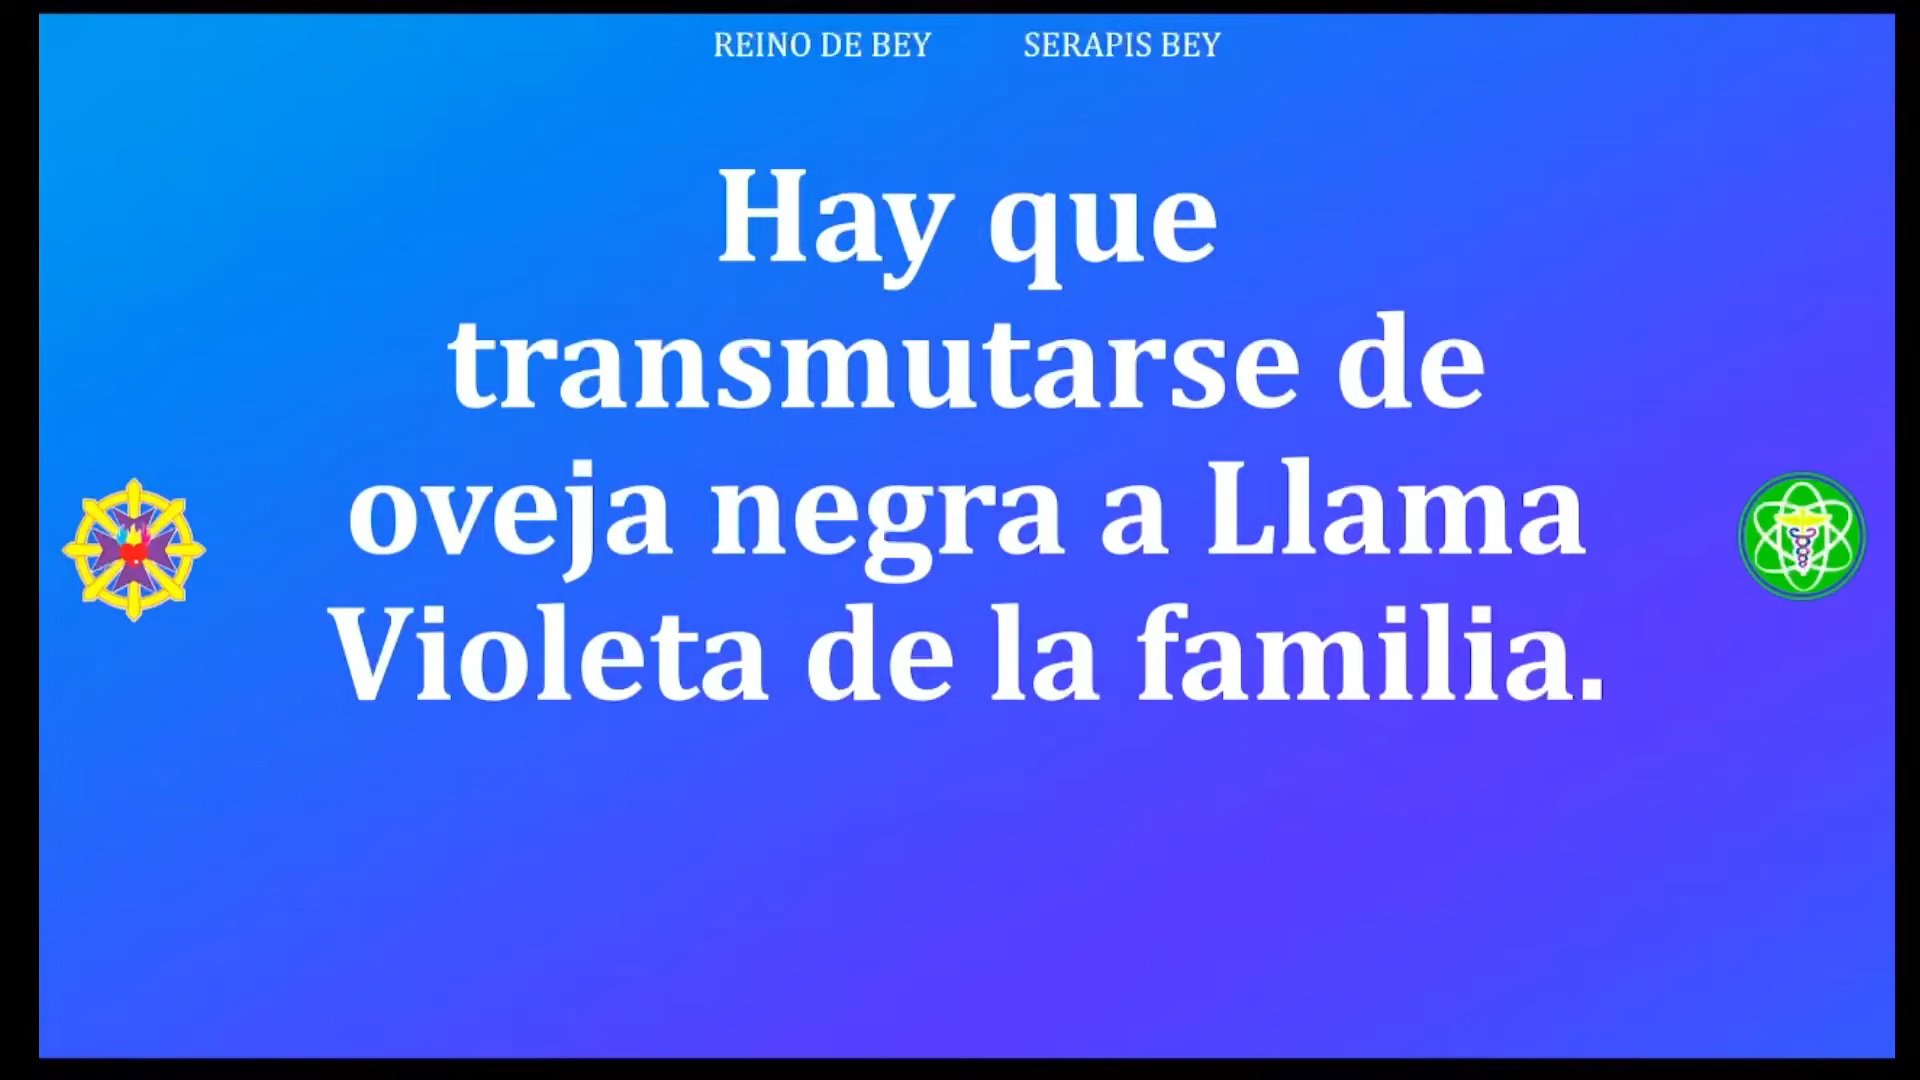 REINO DE BEY SERAPIS BEY
Hay que
transmutarse de
oveja negra a Llama
Violeta de la familia.